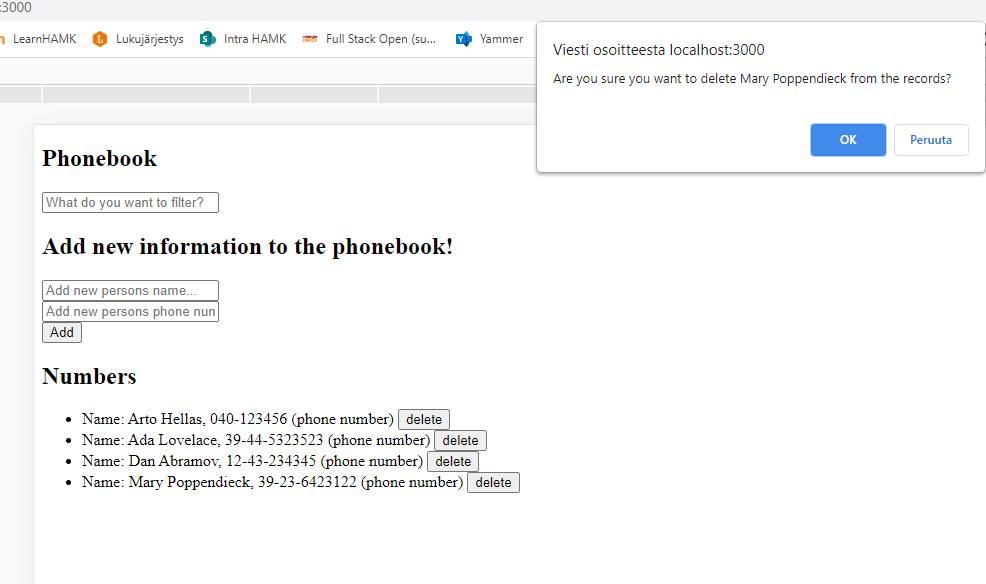 :3000
LearnHAMK Lukujärjestys Intra HAMK Full Stack Open (su... Yammer
Viesti osoitteesta localhost:3000
Are you sure you want to delete Mary Poppendieck from the records?
OK Peruuta
Phonebook
What do you want to filter?
Add new information to the phonebook!
Add new persons name...
Add new persons phone num
Add
Numbers
• Name: Arto Hellas, 040-123456 (phone number) delete
• Name: Ada Lovelace, 39-44-5323523 (phone number) delete
• Name: Dan Abramov, 12-43-234345 (phone number) delete
• Name: Mary Poppendieck, 39-23-6423122 (phone number) delete